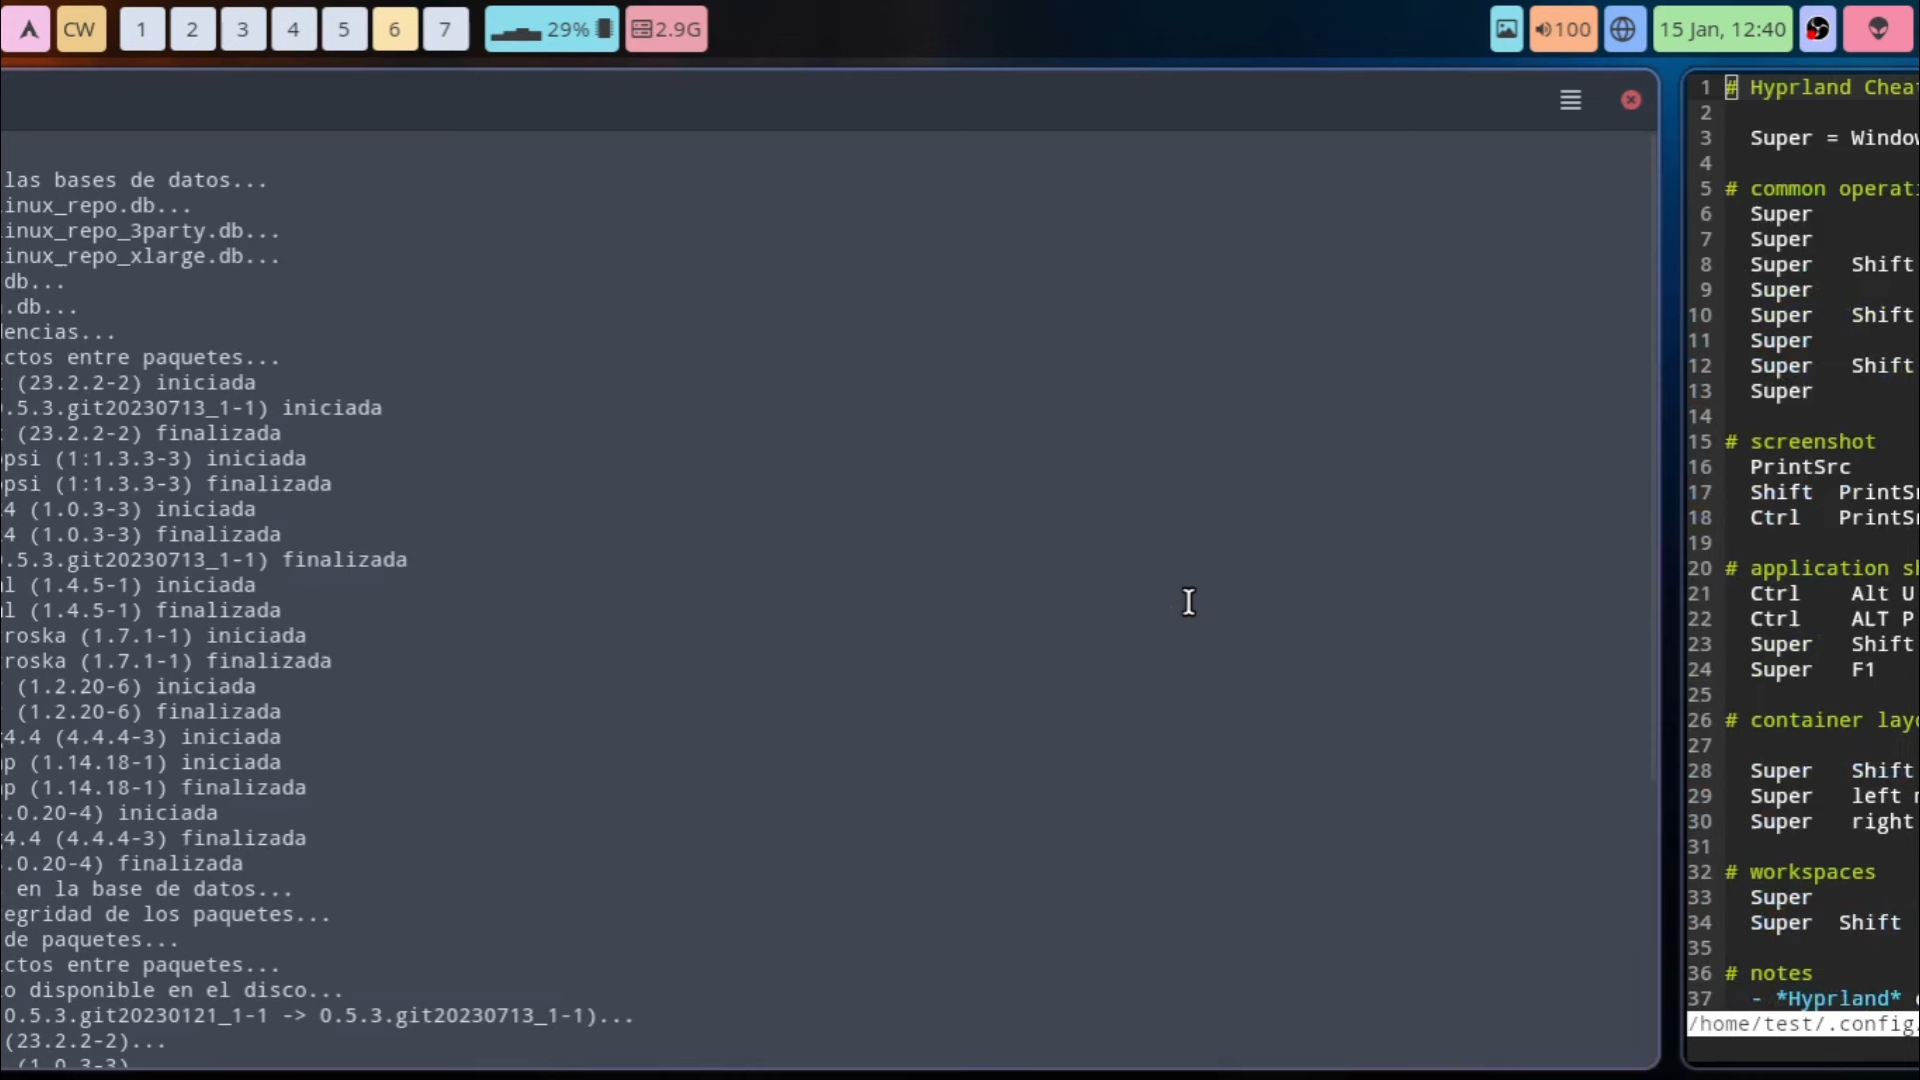 CW 1 2 3 4 5 6 7 29% 2.9G 100 15 Jan, 12:40
las bases de datos...
inux_repo.db...
inux_repo_3party.db...
inux_repo_xlarge.db...
db...
.db...
encias...
ctos entre paquetes...
(23.2.2-2) iniciada
.5.3.git20230713_1-1) iniciada
(23.2.2-2) finalizada
psi (1:1.3.3-3) iniciada
psi (1:1.3.3-3) finalizada
4 (1.0.3-3) iniciada
4 (1.0.3-3) finalizada
.5.3.git20230713_1-1) finalizada
l (1.4.5-1) iniciada
l (1.4.5-1) finalizada
roska (1.7.1-1) iniciada
roska (1.7.1-1) finalizada
(1.2.20-6) iniciada
(1.2.20-6) finalizada
4.4 (4.4.4-3) iniciada
p (1.14.18-1) iniciada
p (1.14.18-1) finalizada
.0.20-4) iniciada
4.4 (4.4.4-3) finalizada
.0.20-4) finalizada
en la base de datos...
egridad de los paquetes...
de paquetes...
ctos entre paquetes...
o disponible en el disco...
0.5.3.git20230121_1-1 -> 0.5.3.git20230713_1-1)...
(23.2.2-2)...
(1.0.3-3)
1 # Hyprland Chea
2
3 Super = Window
4
5 # common operati
6 Super
7 Super
8 Super Shift
9 Super
10 Super Shift
11 Super
12 Super Shift
13 Super
14
15 # screenshot
16 PrintSrc
17 Shift PrintSr
18 Ctrl PrintSr
19
20 # application sh
21 Ctrl Alt U
22 Ctrl ALT P
23 Super Shift
24 Super F1
25
26 # container layo
27
28 Super Shift
29 Super left
30 Super right
31
32 # workspaces
33 Super
34 Super Shift
35
36 # notes
37 - *Hyprland*
/home/test/.config